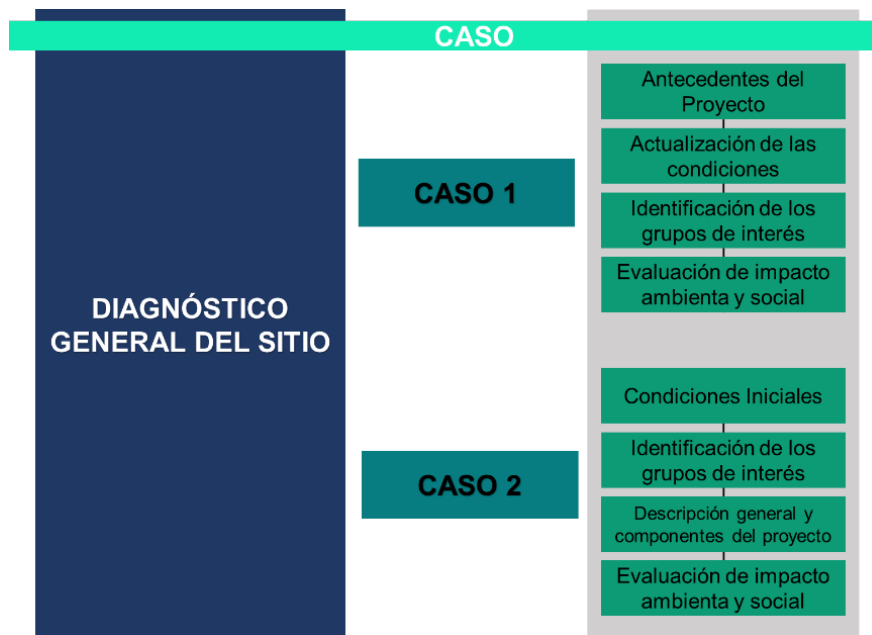 CASO
DIAGNÓSTICO
GENERAL DEL SITIO
CASO 1
Antecedentes del
Proyecto
Actualización de las
condiciones
Identificación de los
grupos de interés
Evaluación de impacto
ambienta y social
CASO 2
Condiciones Iniciales
Identificación de los
grupos de interés
Descripción general y
componentes del proyecto
Evaluación de impacto
ambienta y social